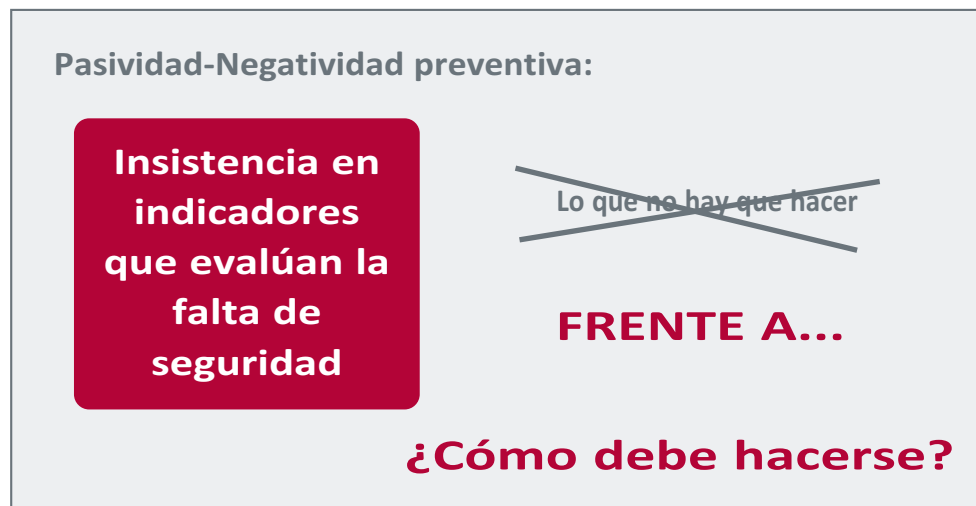 Pasividad-Negatividad preventiva:
Insistencia en
indicadores
que evalúan la
falta de
seguridad
Lo que no hay que hacer
FRENTE A...
¿Cómo debe hacerse?